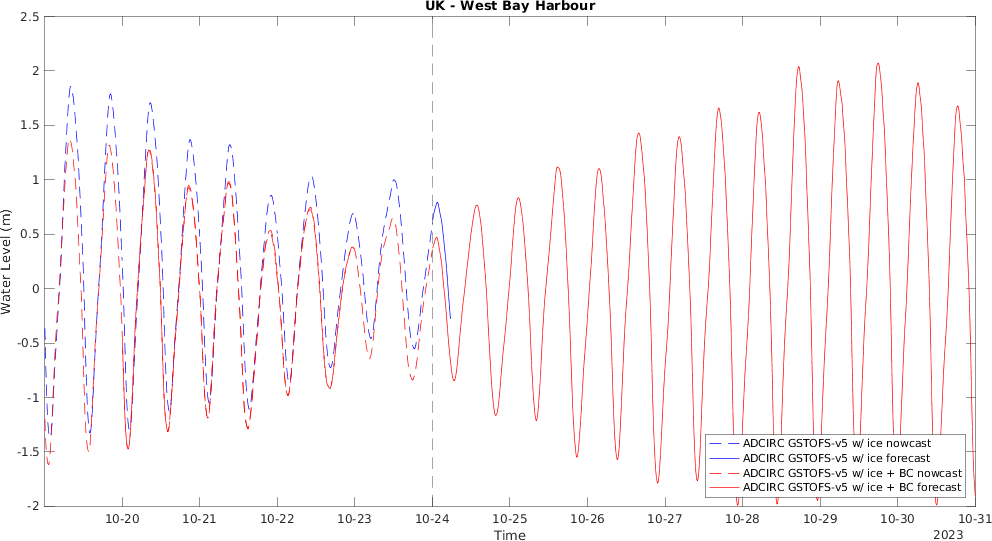 UK - West Bay Harbour
2.5
2
1.5
1
0.5
0
-0.5
-1
-1.5
-2
Water Level (m)
10-20 10-21 10-22 10-23 10-24 10-25 10-26 10-27 10-28 10-29 10-30 10-31
Time
2023
ADCIRC GSTOFS-v5 w/ ice nowcast
ADCIRC GSTOFS-v5 w/ ice forecast
ADCIRC GSTOFS-v5 w/ ice + BC nowcast
ADCIRC GSTOFS-v5 w/ ice + BC forecast